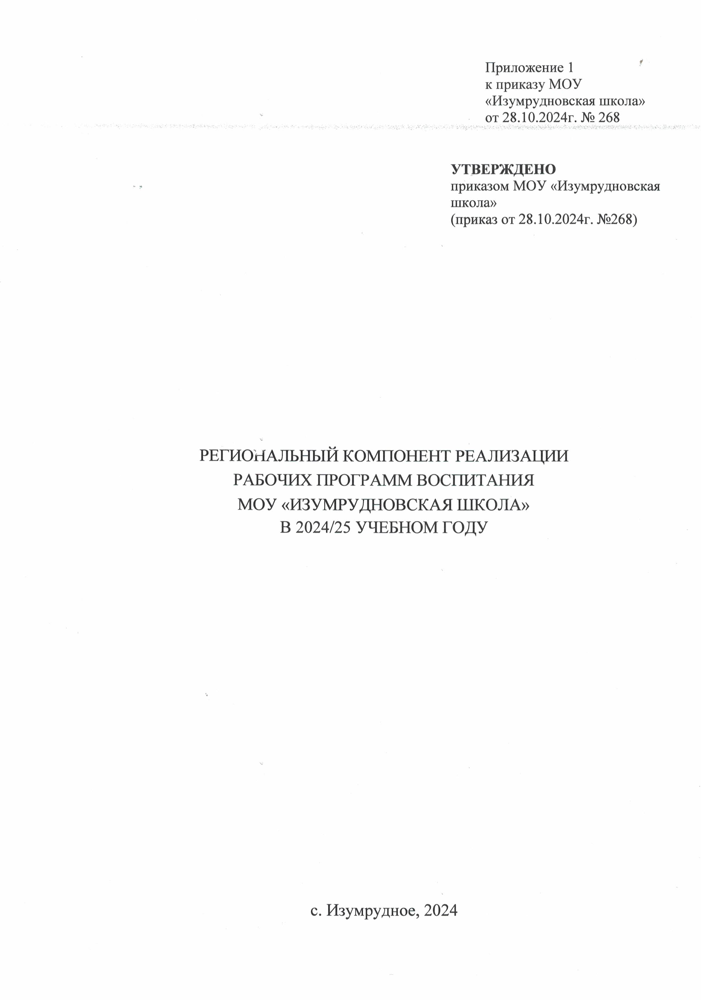 Приложение 1
к приказу МОУ
«Изумрудновская школа»
от 28.10.2024г. № 268
УТВЕРЖДЕНО
приказом МОУ «Изумрудновская
школа»
(приказ от 28.10.2024г. №268)
РЕГИОНАЛЬНЫЙ КОМПОНЕНТ РЕАЛИЗАЦИИ
РАБОЧИХ ПРОГРАММ ВОСПИТАНИЯ
МОУ «ИЗУМРУДНОВСКАЯ ШКОЛА»
В 2024/25 УЧЕБНОМ ГОДУ
с. Изумрудное, 2024